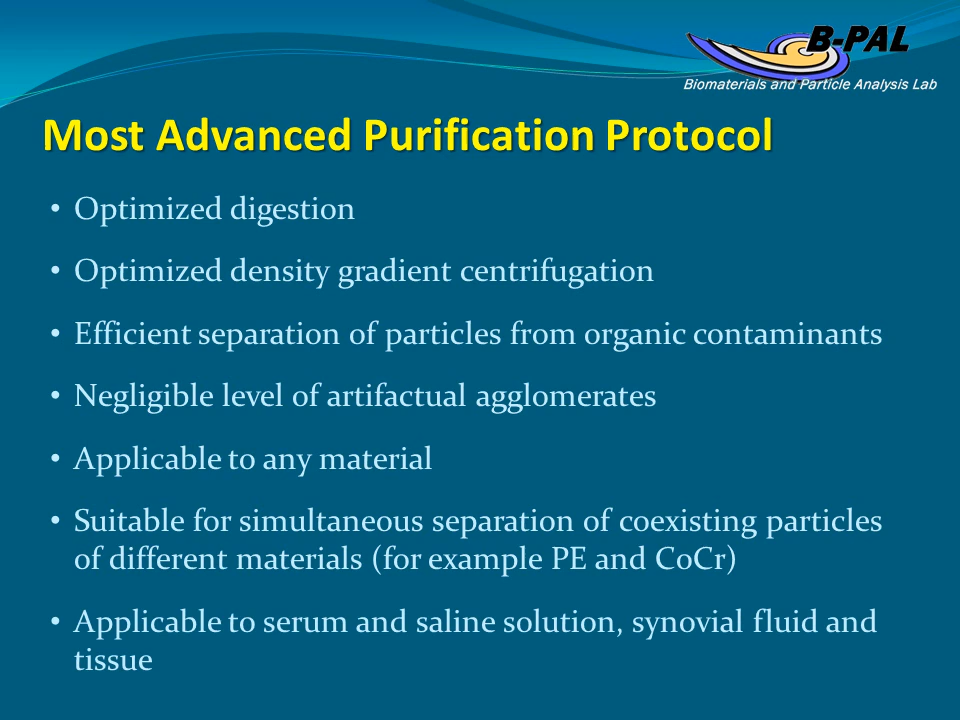 B-PAL
Biomaterials and Particle Analysis Lab
Most Advanced Purification Protocol
• Optimized digestion
• Optimized density gradient centrifugation
• Efficient separation of particles from organic contaminants
• Negligible level of artifactual agglomerates
• Applicable to any material
• Suitable for simultaneous separation of coexisting particles
of different materials (for example PE and CoCr)
• Applicable to serum and saline solution, synovial fluid and
tissue